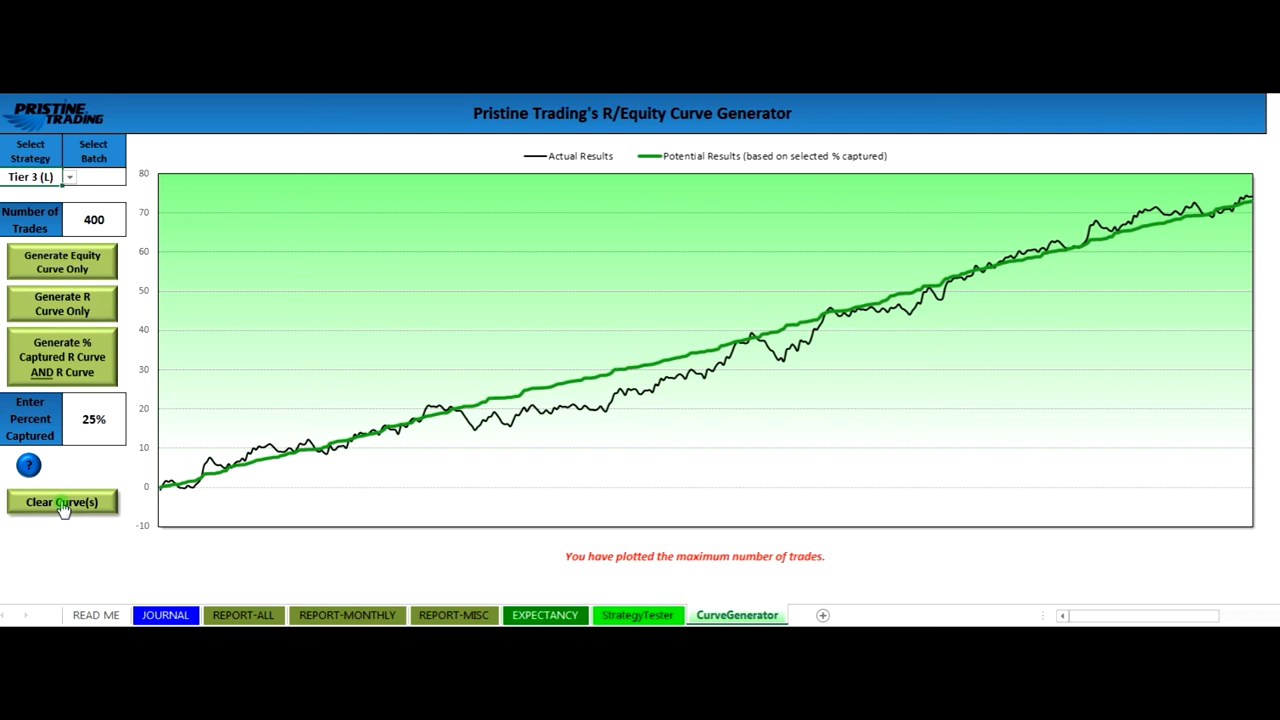 PRISTINE
TRADING
Pristine Trading's R/Equity Curve Generator
Select
Strategy
Select
Batch
Tier 3 (L)
Number of
Trades
400
Generate Equity
Curve Only
Generate R
Curve Only
Generate %
Captured R Curve
AND R Curve
Enter
Percent
Captured
25%
?
Clear Curve(s)
Actual Results
Potential Results (based on selected % captured)
80
70
60
50
40
30
20
10
0
-10
You have plotted the maximum number of trades.
READ ME
JOURNAL
REPORT-ALL
REPORT-MONTHLY
REPORT-MISC
EXPECTANCY
StrategyTester
CurveGenerator